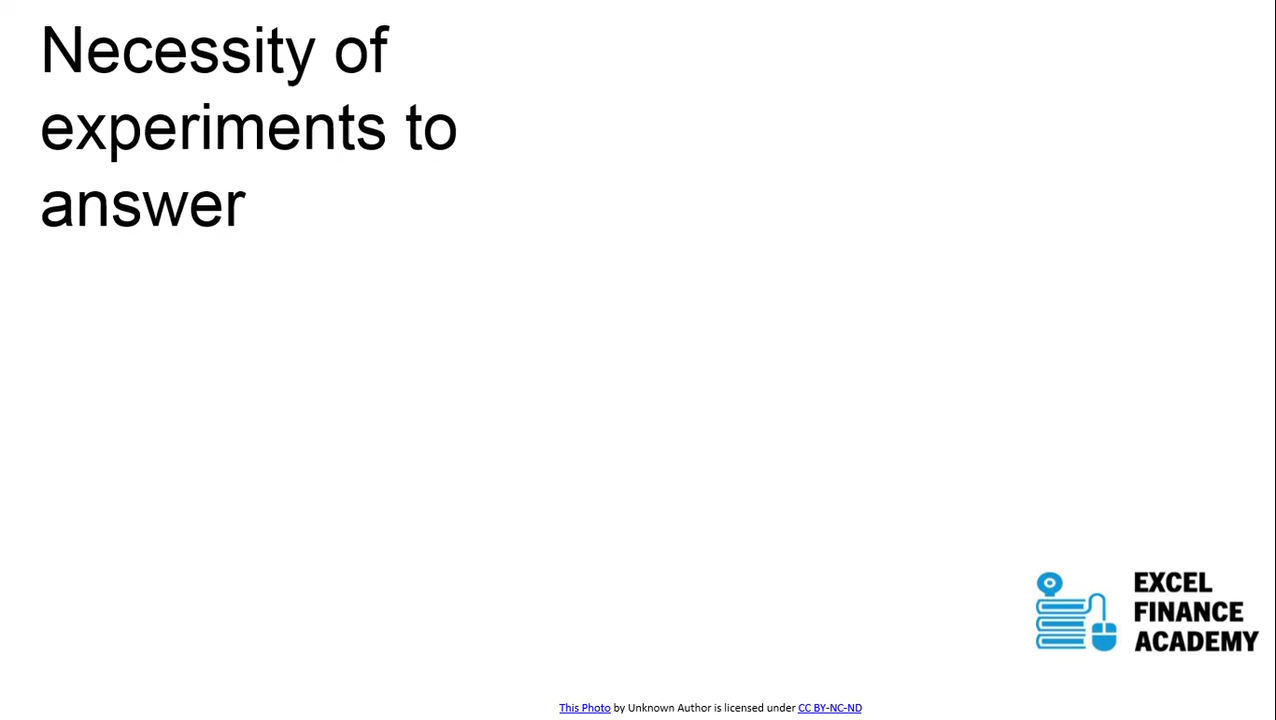 Necessity of
experiments to
answer
EXCEL
FINANCE
ACADEMY
This Photo by Unknown Author is licensed under CC BY-NC-ND